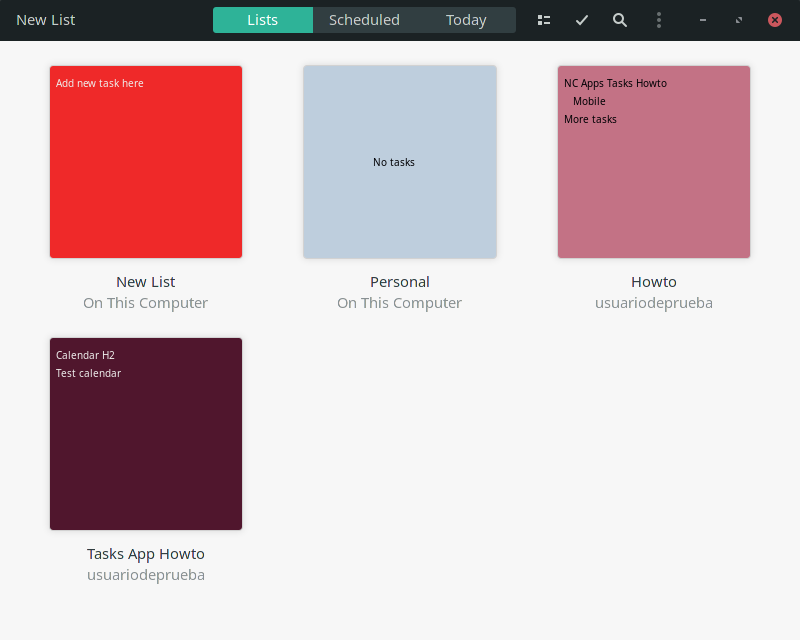 New List
Lists
Scheduled
Today
Add new task here
New List
On This Computer
No tasks
Personal
On This Computer
NC Apps Tasks Howto
Mobile
More tasks
Howto
usuariodeprueba
Calendar H2
Test calendar
Tasks App Howto
usuariodeprueba